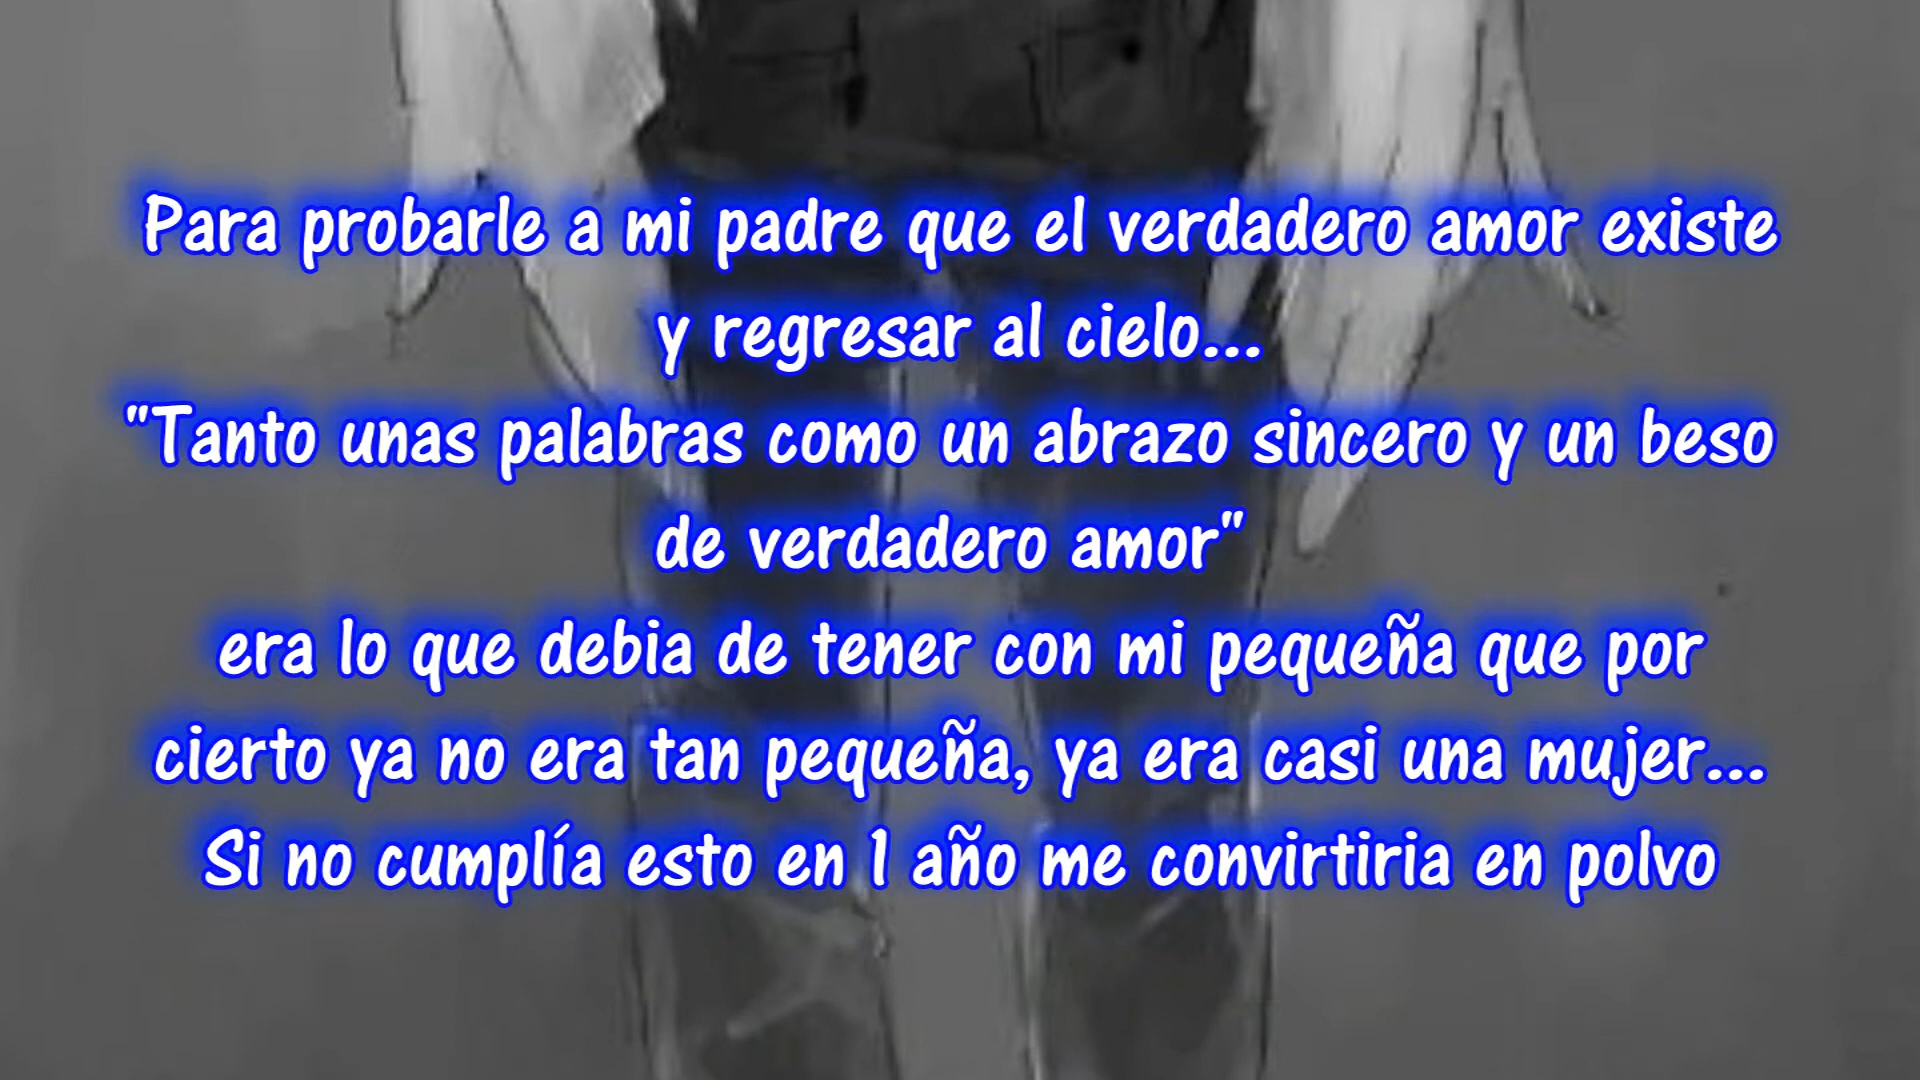 Para probarle a mi padre que el verdadero amor existe
y regresar al cielo...
"Tanto unas palabras como un abrazo sincero y un beso
de verdadero amor"
era lo que debia de tener con mi pequeña que por
cierto ya no era tan pequeña, ya era casi una mujer...
Si no cumplía esto en 1 año me convirtiria en polvo